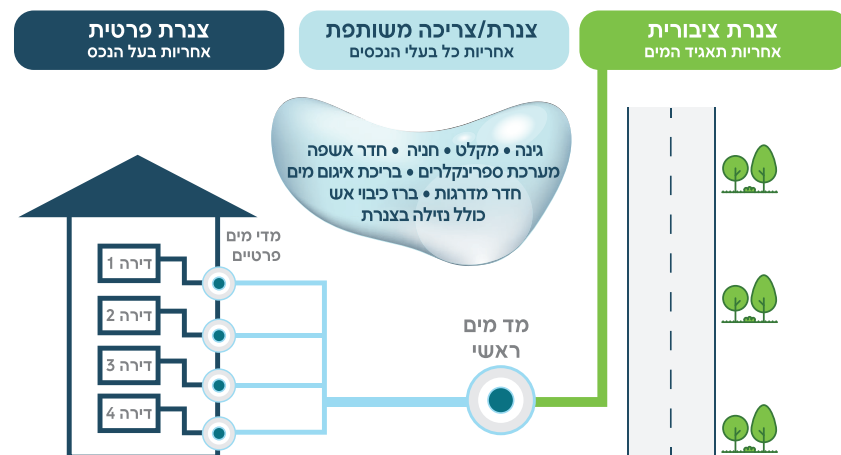 צנרת ציבורית
אחריות תאגיד המים
צנרת/צריכה משותפת
אחריות כל בעלי הנכסים
צנרת פרטית
אחריות בעל הנכס
גינה • מקלט • חניה • חדר אשפה
מערכת ספרינקלרים • בריכת איגום מים
חדר מדרגות • ברז כיבוי אש
כולל נזילה בצנרת
מדי מים
פרטיים
דירה 1
דירה 2
דירה 3
דירה 4
מד מים
ראשי